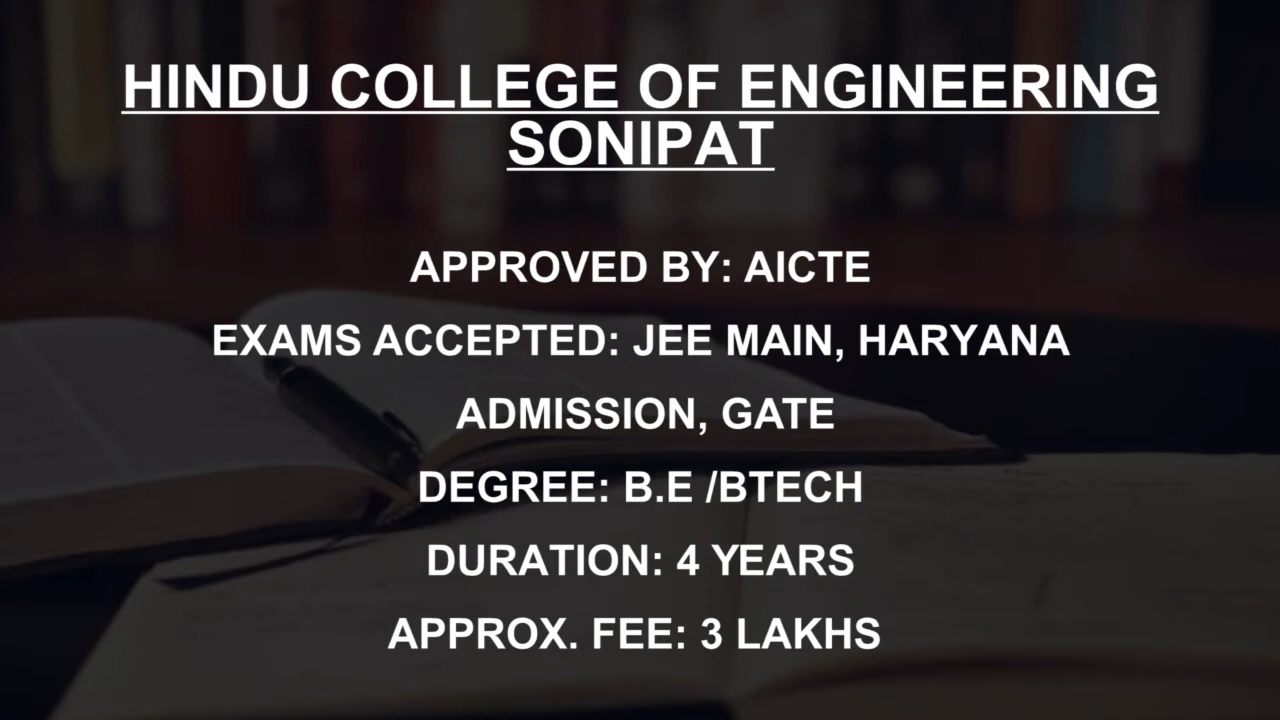 HINDU COLLEGE OF ENGINEERING
SONIPAT
APPROVED BY: AICTE
EXAMS ACCEPTED: JEE MAIN, HARYANA
ADMISSION, GATE
DEGREE: B.E /BTECH
DURATION: 4 YEARS
APPROX. FEE: 3 LAKHS